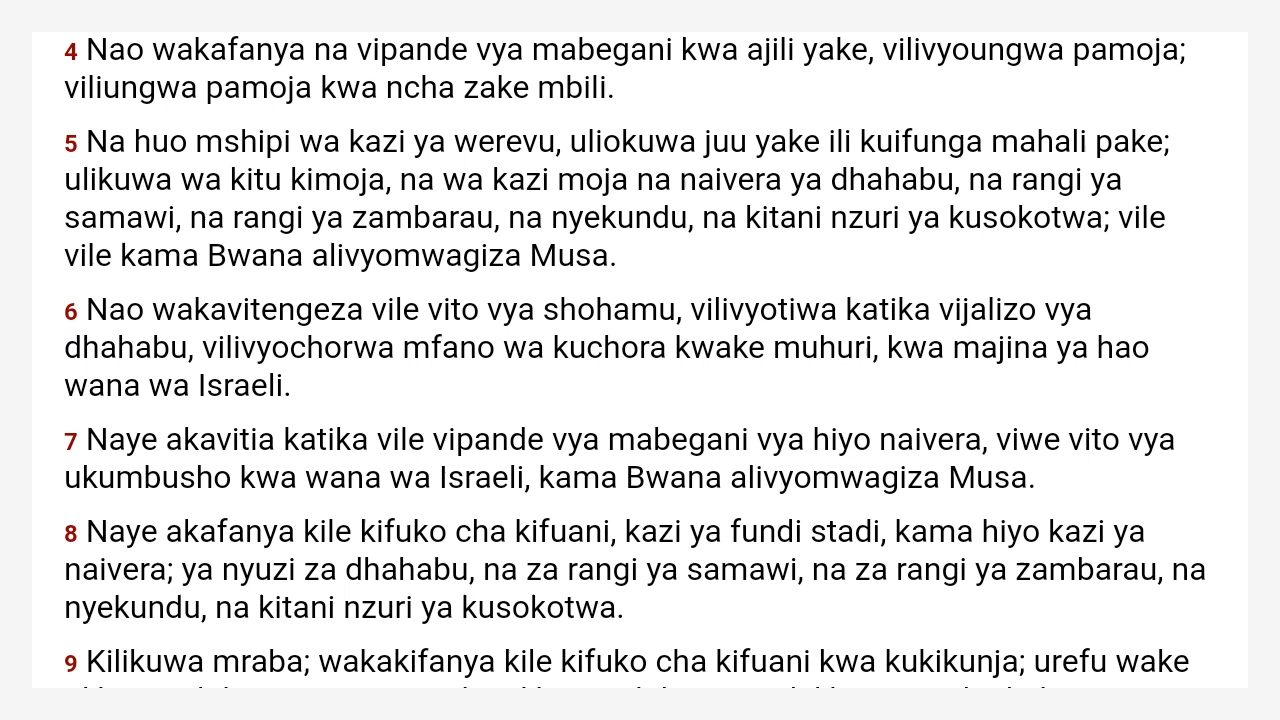 4 Nao wakafanya na vipande vya mabegani kwa ajili yake, vilivyoungwa pamoja;
viliungwa pamoja kwa ncha zake mbili.
5 Na huo mshipi wa kazi ya werevu, uliokuwa juu yake ili kuifunga mahali pake;
ulikuwa wa kitu kimoja, na wa kazi moja na naivera ya dhahabu, na rangi ya
samawi, na rangi ya zambarau, na nyekundu, na kitani nzuri ya kusokotwa; vile
vile kama Bwana alivyomwagiza Musa.
6 Nao wakavitengeza vile vito vya shohamu, vilivyotiwa katika vijalizo vya
dhahabu, vilivyochorwa mfano wa kuchora kwake muhuri, kwa majina ya hao
wana wa Israeli.
7 Naye akavitia katika vile vipande vya mabegani vya hiyo naivera, viwe vito vya
ukumbusho kwa wana wa Israeli, kama Bwana alivyomwagiza Musa.
8 Naye akafanya kile kifuko cha kifuani, kazi ya fundi stadi, kama hiyo kazi ya
naivera; ya nyuzi za dhahabu, na za rangi ya samawi, na za rangi ya zambarau, na
nyekundu, na kitani nzuri ya kusokotwa.
9 Kilikuwa mraba; wakakifanya kile kifuko cha kifuani kwa kukikunja; urefu wake